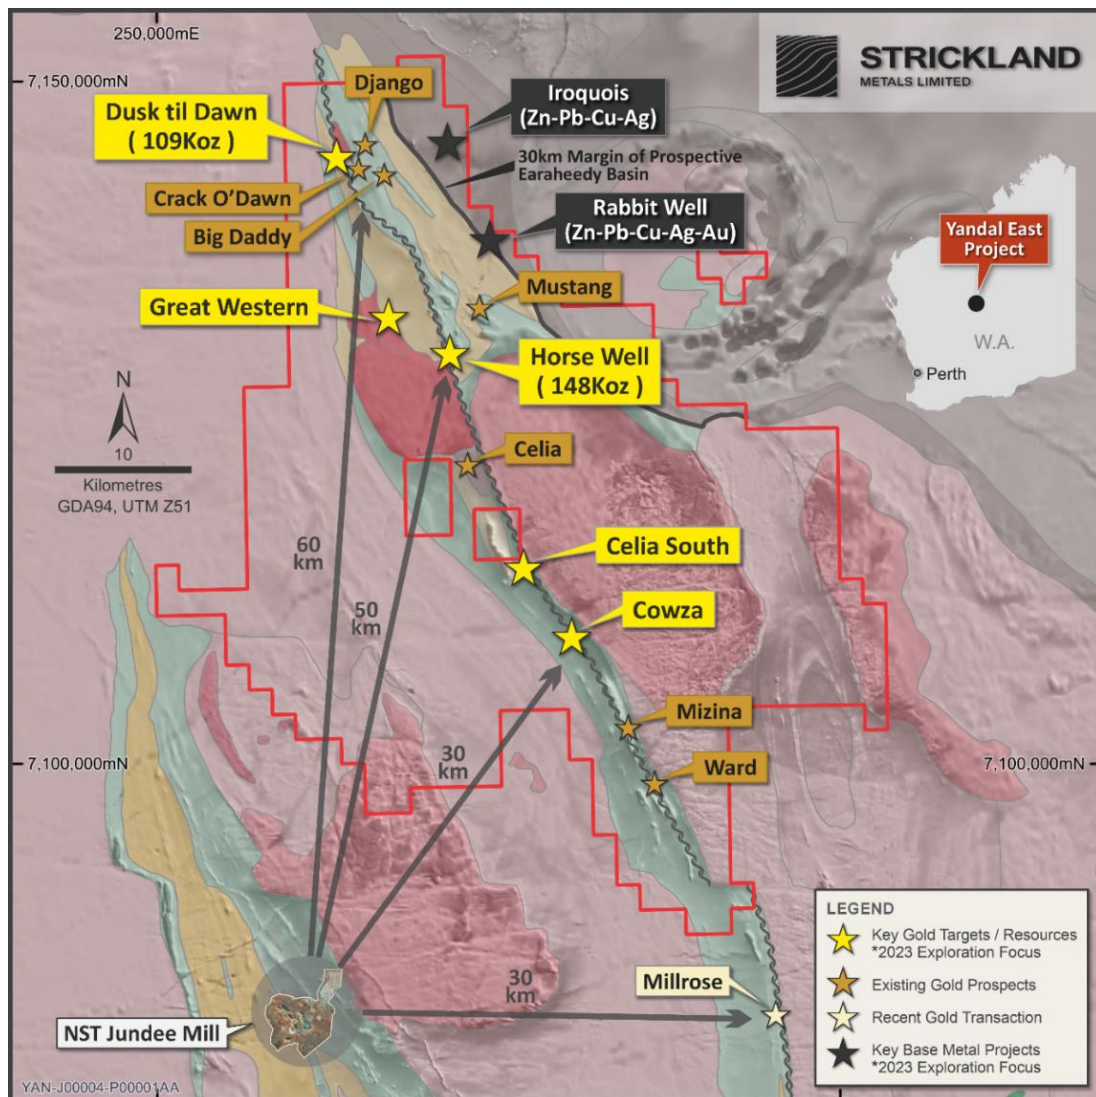 250,000mE
7,150,000mN
STRICKLAND
METALS LIMITED
Django
Iroquois
(Zn-Pb-Cu-Ag)
Dusk til Dawn
( 109Koz )
30km Margin of Prospective
Earaheedy Basin
Crack O'Dawn
Big Daddy
Rabbit Well
(Zn-Pb-Cu-Ag-Au)
Yandal East
Project
W.A.
Perth
Mustang
Great Western
Horse Well
( 148Koz )
N
10
Kilometres
GDA94, UTM Z51
Celia
60
km
50
km
Celia South
Cowza
Mizina
30
km
Ward
7,100,000mN
7,100,000mN
LEGEND
Key Gold Targets / Resources
*2023 Exploration Focus
Existing Gold Prospects
Recent Gold Transaction
Key Base Metal Projects
*2023 Exploration Focus
30
km
Millrose
NST Jundee Mill
YAN-J00004-P00001AA